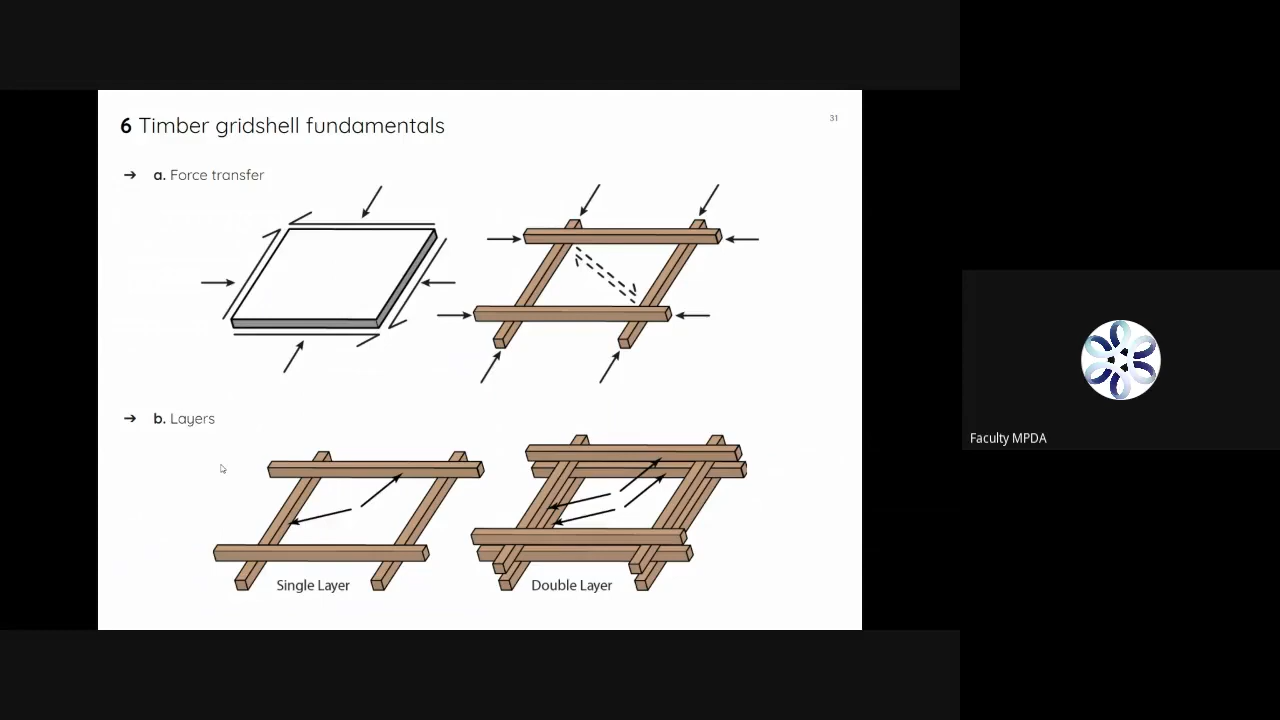 6 Timber gridshell fundamentals
31
➔ a. Force transfer
➔ b. Layers
Single Layer
Double Layer
Faculty MPDA